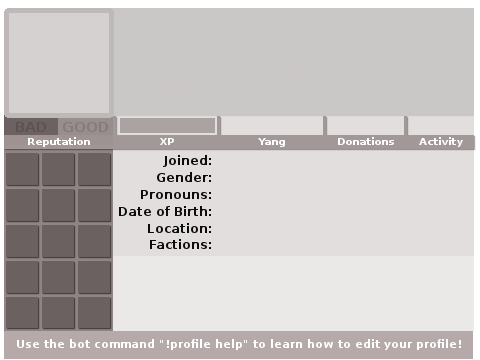 BAD GOOD
Reputation XP Yang Donations Activity
Joined:
Gender:
Pronouns:
Date of Birth:
Location:
Factions:
Use the bot command "!profile help" to learn how to edit your profile!